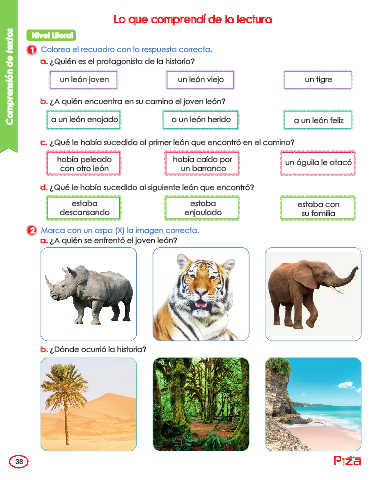 Lo que comprendí de la lectura
Comprensión de textos
Nivel Literal
1 Colorea el recuadro con la respuesta correcta.
a. ¿Quién es el protagonista de la historia?
un león joven un león viejo un tigre
b. ¿A quién encuentra en su camino el joven león?
a un león enojado a un león herido a un león feliz
c. ¿Qué le había sucedido al primer león que encontró en el camino?
había peleado
con otro león
había caído por
un barranco
un águila le atacó
d. ¿Qué le había sucedido al siguiente león que encontró?
estaba
descansando
estaba
enjaulado
estaba con
su familia
2 Marca con un aspa (X) la imagen correcta.
a. ¿A quién se enfrentó el joven león?
b. ¿Dónde ocurrió la historia?
38
Piza